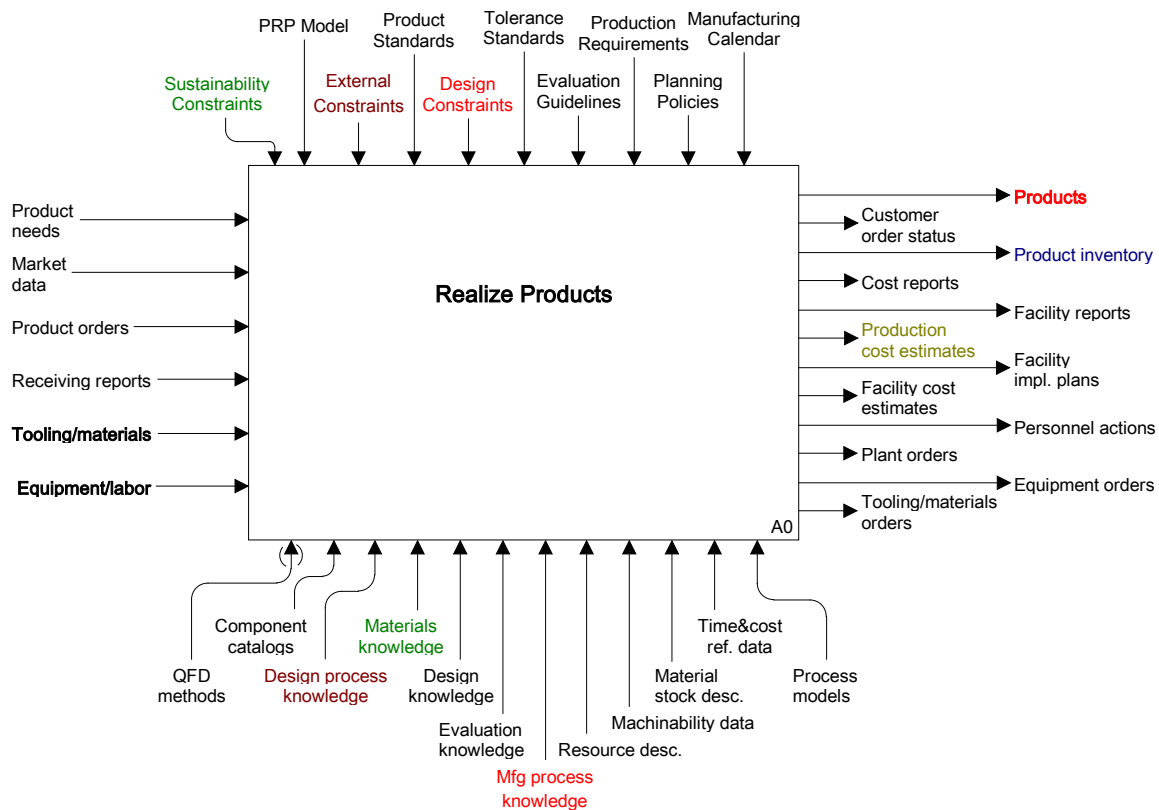 PRP Model
Product
Standards
Tolerance
Standards
Production
Requirements
Manufacturing
Calendar
Sustainability
Constraints
External
Constraints
Design
Constraints
Evaluation
Guidelines
Planning
Policies
Product
needs
Market
data
Product orders
Receiving reports
Tooling/materials
Equipment/labor
Realize Products
A0
Products
Customer
order status
Product inventory
Cost reports
Facility reports
Production
cost estimates
Facility
impl. plans
Facility cost
estimates
Personnel actions
Plant orders
Equipment orders
Tooling/materials
orders
QFD
methods
Component
catalogs
Design process
knowledge
Materials
knowledge
Design
knowledge
Evaluation
knowledge
Mfg process
knowledge
Resource desc.
Machinability data
Material
stock desc.
Time&cost
ref. data
Process
models